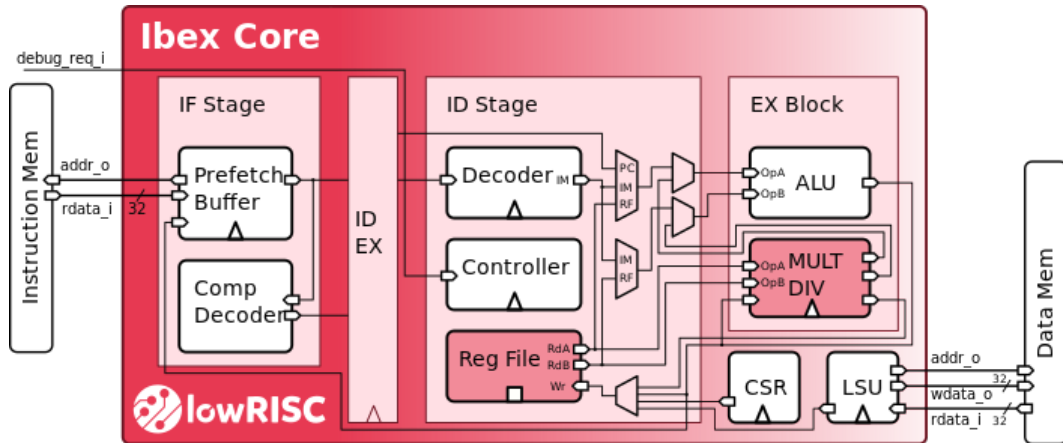 Ibex Core
debug_req_i
IF Stage
ID Stage
EX Block
Instruction Mem
addr_o
rdata_i
32
Prefetch
Buffer
Comp
Decoder
ID
EX
Decoder
IM
Controller
Reg File
RdA
RdB
Wr
PC
IM
RF
IM
RF
OpA
OpB
ALU
OpA
OpB
MULT
DIV
CSR
LSU
addr_o
32
wdata_o
rdata_i
32
Data Mem
lowRISC